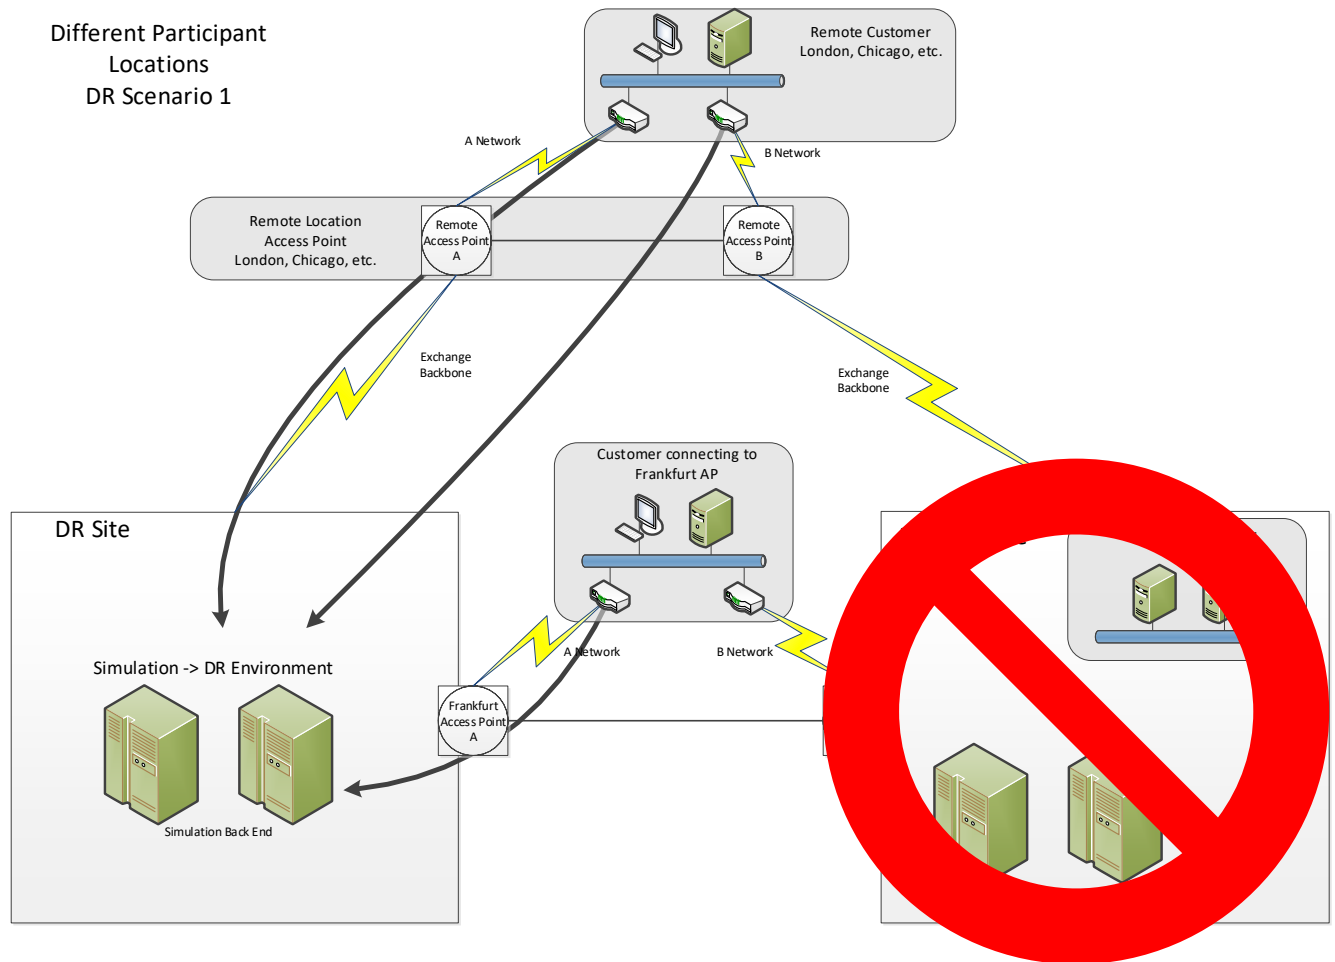 Different Participant
Locations
DR Scenario 1
Remote Customer
London, Chicago, etc.
A Network
B Network
Remote Location
Access Point
London, Chicago, etc.
Remote
Access Point
A
Remote
Access Point
B
Exchange
Backbone
Exchange
Backbone
Customer connecting to
Frankfurt AP
DR Site
A Network
B Network
Simulation -> DR Environment
Frankfurt
Access Point
A
Simulation Back End